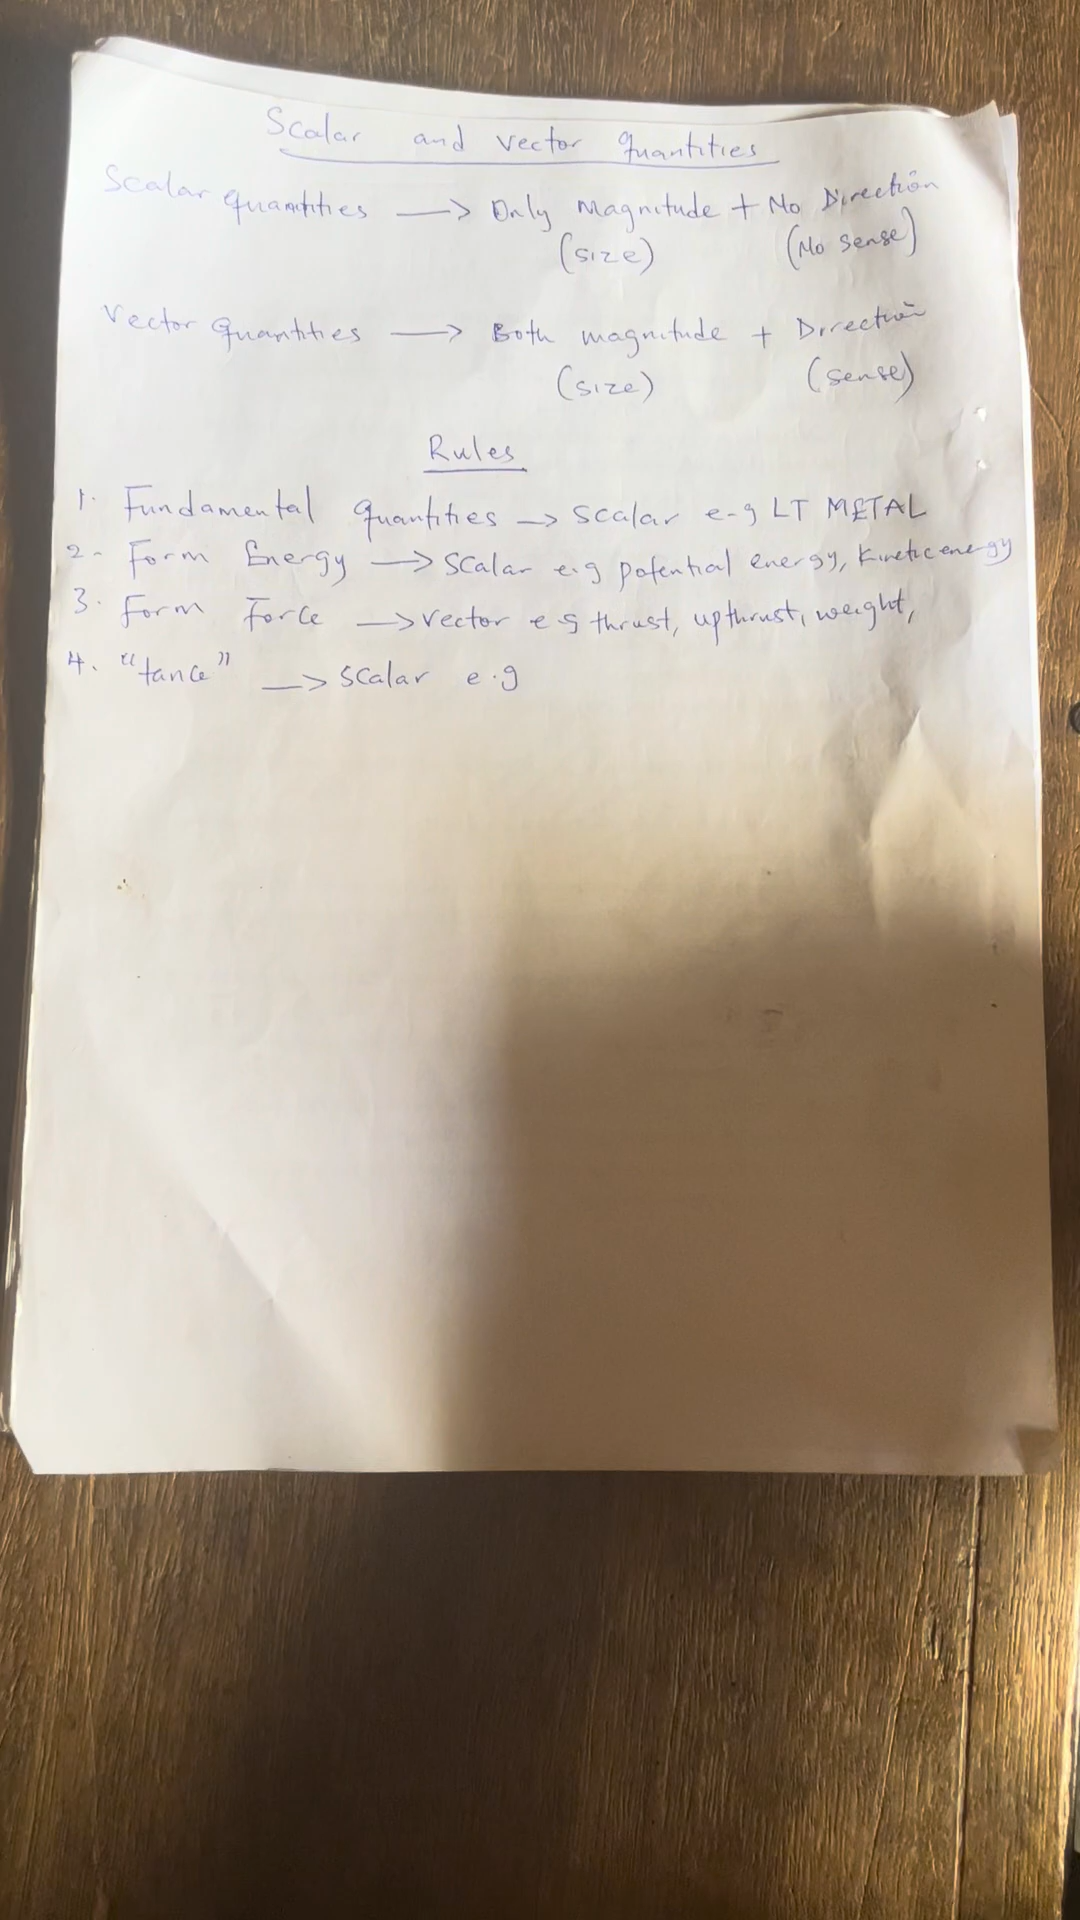 Scalar and vector quantities
Scalar quantities → Only magnitude + No Direction
(size) (No sense)
Vector Quantities → Both magnitude + Direction
(size) (sense)
Rules
1. Fundamental quantities → scalar e-g LT METAL
2- Form Energy → Scalar e.g potential energy, kinetic energy
3. Form Force → vector e g thrust, upthrust, weight,
4. "tance" → scalar e.g